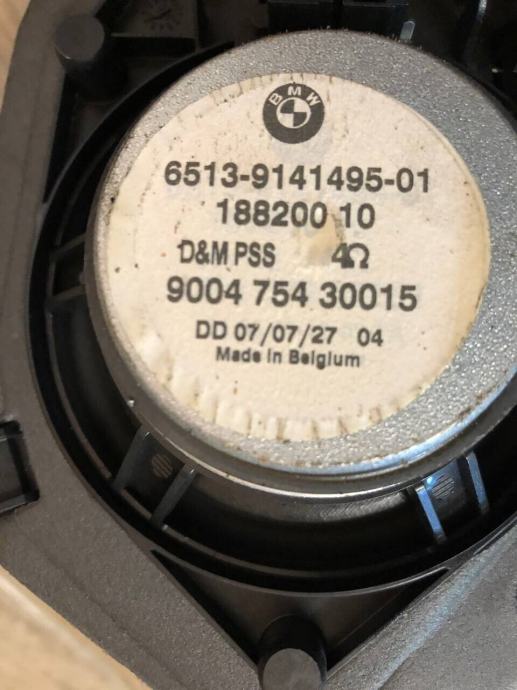 BMW
6513-9141495-01
188200 10
D&M PSS 4Ω
9004 754 30015
DD 07/07/27 04
Made in Belgium